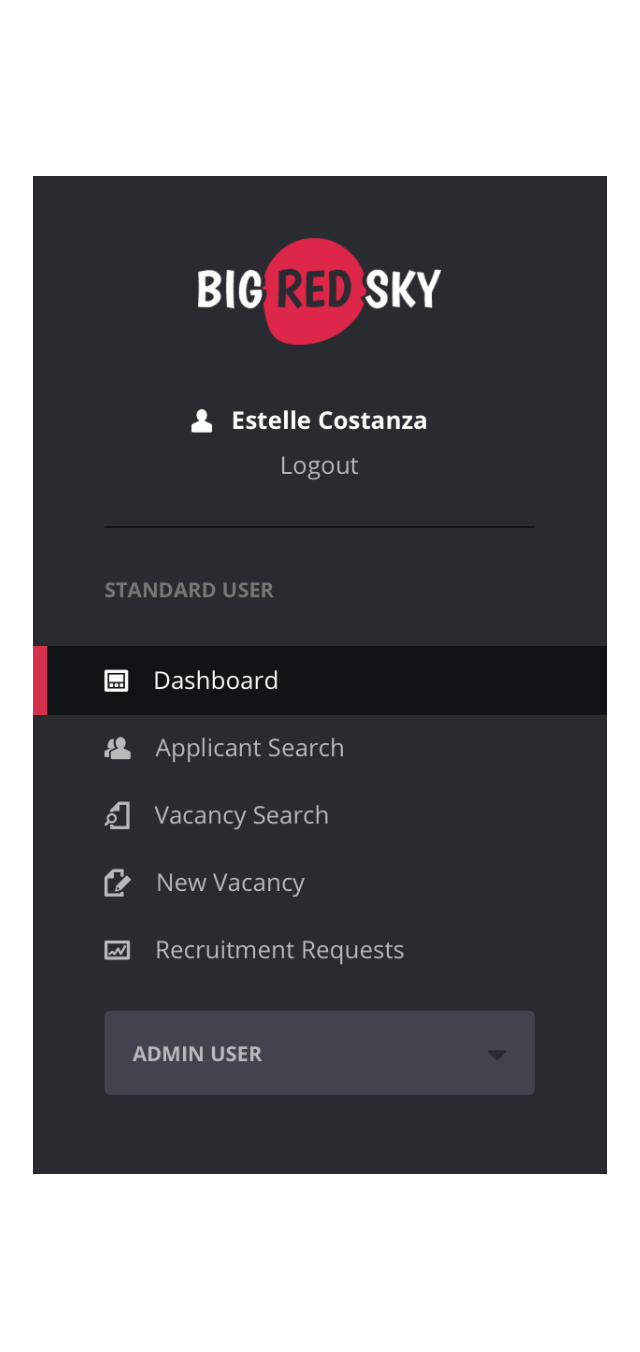 BIG RED SKY
Estelle Costanza
Logout
STANDARD USER
Dashboard
Applicant Search
Vacancy Search
New Vacancy
Recruitment Requests
ADMIN USER